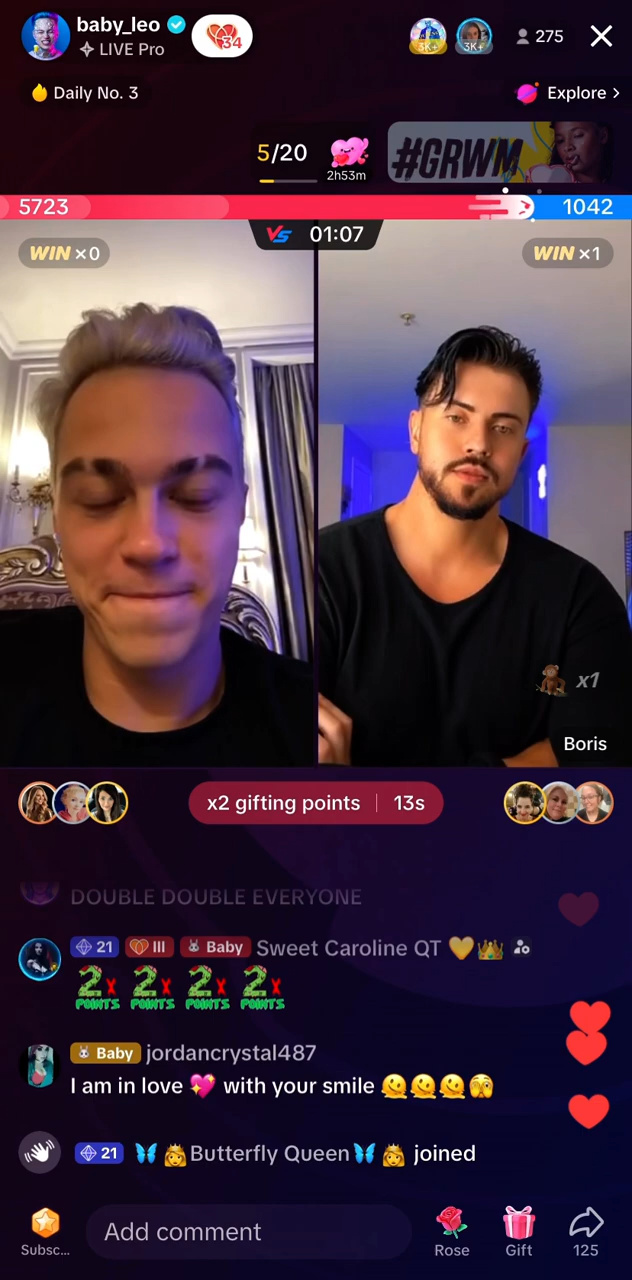 baby_leo
LIVE Pro
34
3K+
3K+
275
Daily No. 3
Explore >
5/20
2h53m
#GRWM
5723
1042
VS 01:07
WIN x0
WIN x1
x1
Boris
x2 gifting points | 13s
DOUBLE DOUBLE EVERYONE
21 III Baby Sweet Caroline QT
2x POINTS 2x POINTS 2x POINTS 2x POINTS
Baby jordancrystal487
I am in love 💖 with your smile 🫠🫠🫠🫣
21 🦋 👸Butterfly Queen🦋 👸 joined
Subsc...
Add comment
Rose
Gift
125